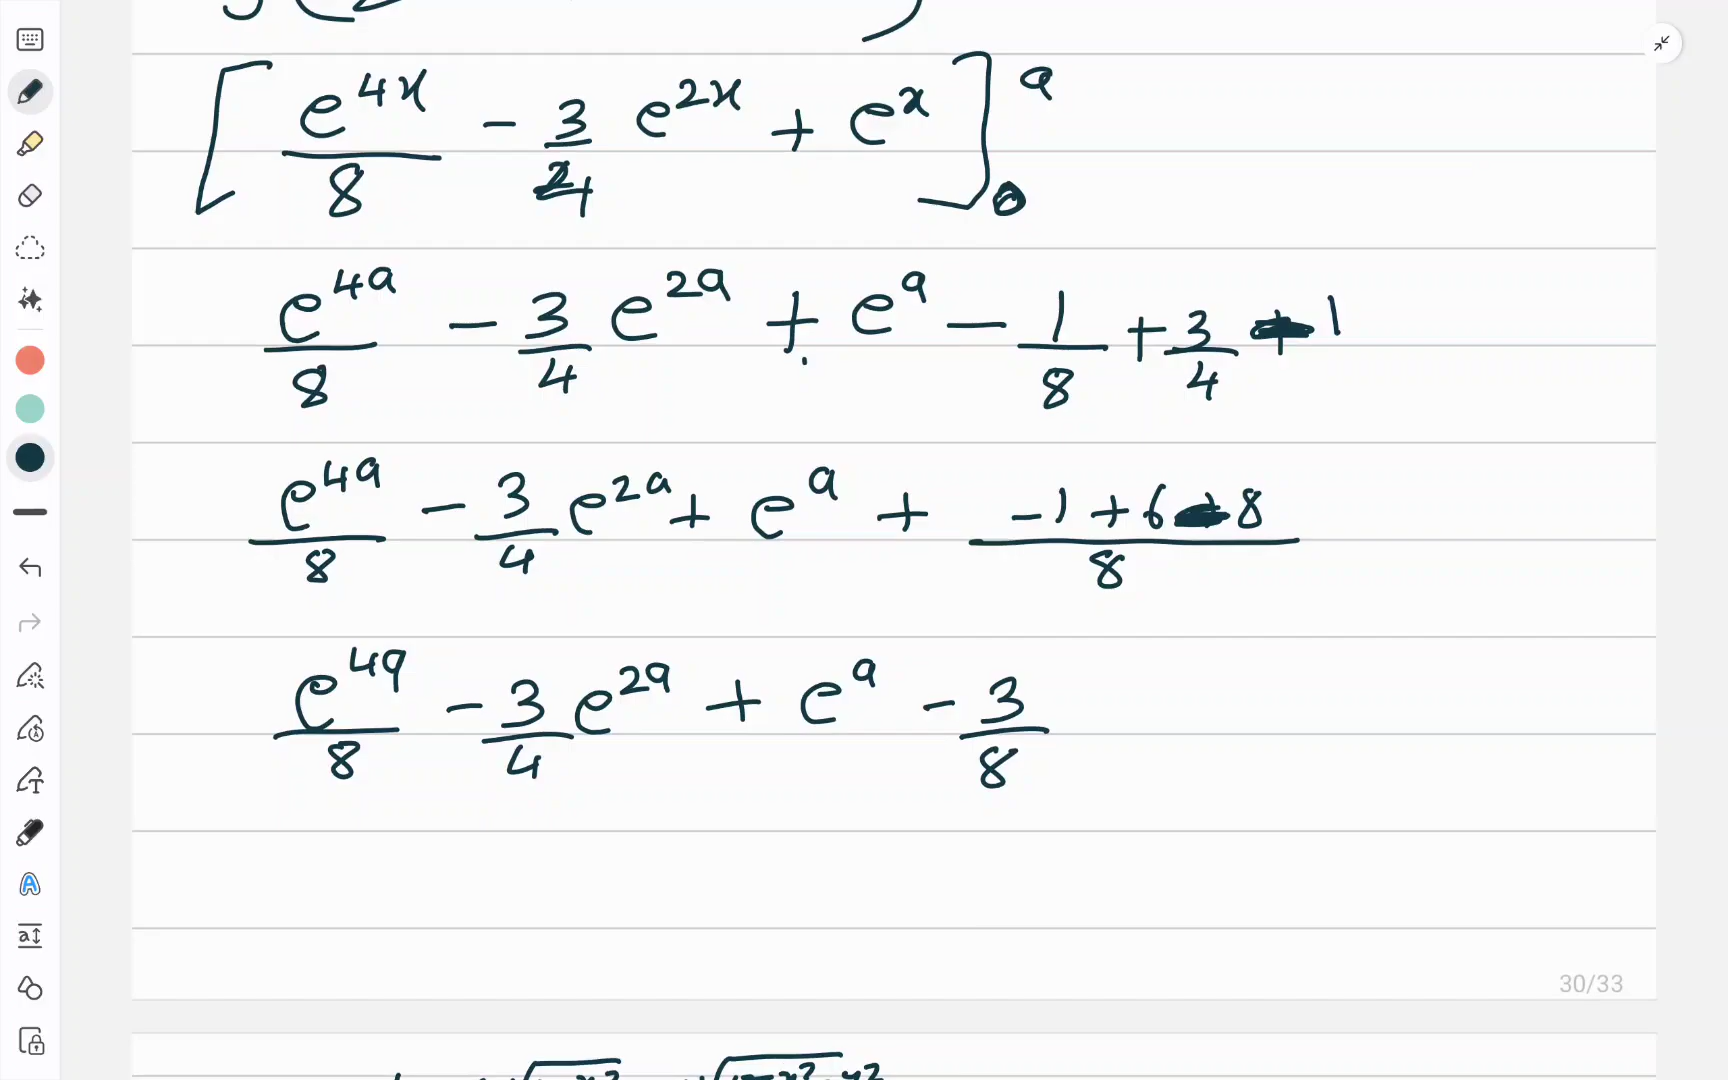 [ e^{4x}/8 - 3/4 e^{2x} + e^x ]_0^a
e^{4a}/8 - 3/4 e^{2a} + e^a - 1/8 + 3/4 - 1
e^{4a}/8 - 3/4 e^{2a} + e^a + (-1 + 6 - 8)/8
e^{4a}/8 - 3/4 e^{2a} + e^a - 3/8
30/33